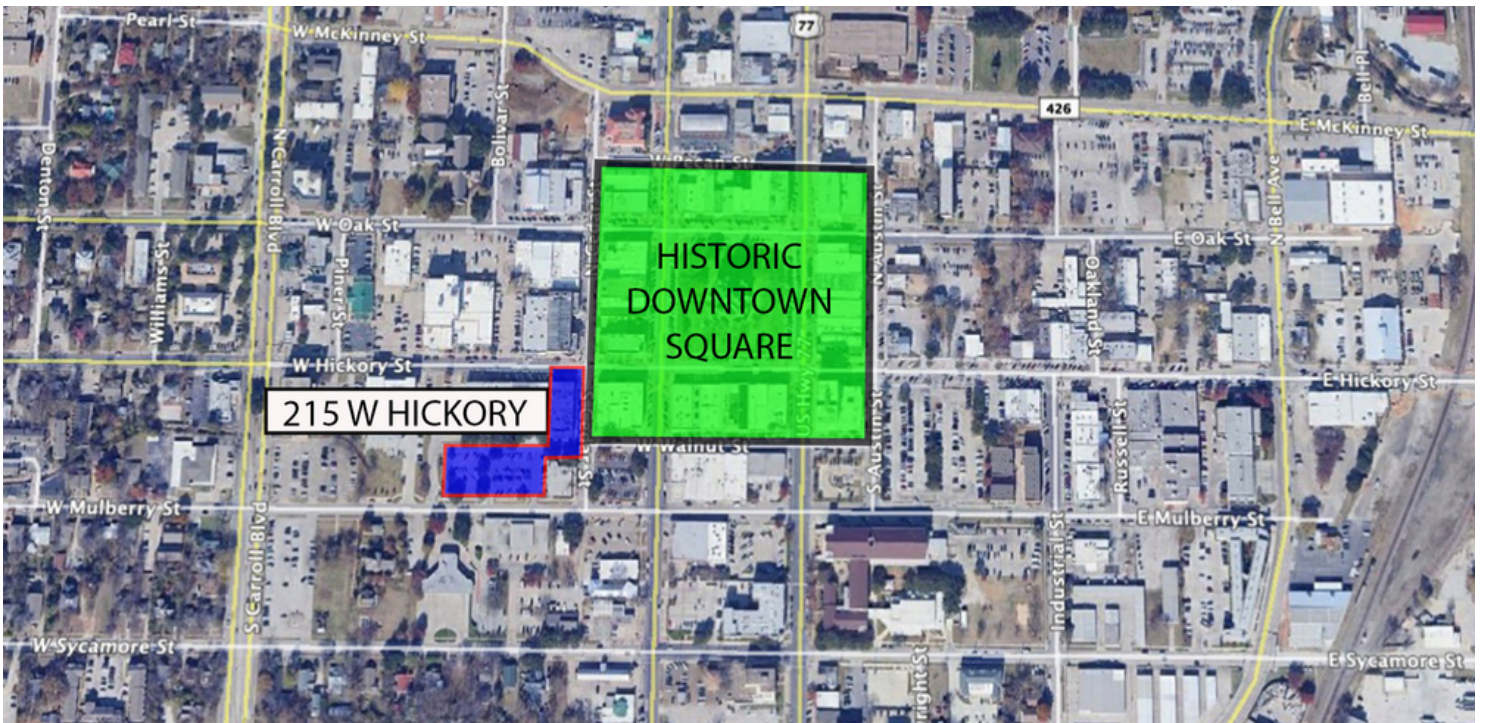 Pearl St
W McKinney St
77
426
E McKinney St
Bell Pl
Denton St
N Carroll Blvd
Bolivar St
N Bell Ave
W Oak St
E Oak St
Williams St
Piner St
N Austin St
Oakland St
HISTORIC
DOWNTOWN
SQUARE
W Hickory St
E Hickory St
215 W HICKORY
W Walnut St
S Austin St
Russell St
W Mulberry St
E Mulberry St
S Carroll Blvd
Industrial St
W Sycamore St
E Sycamore St